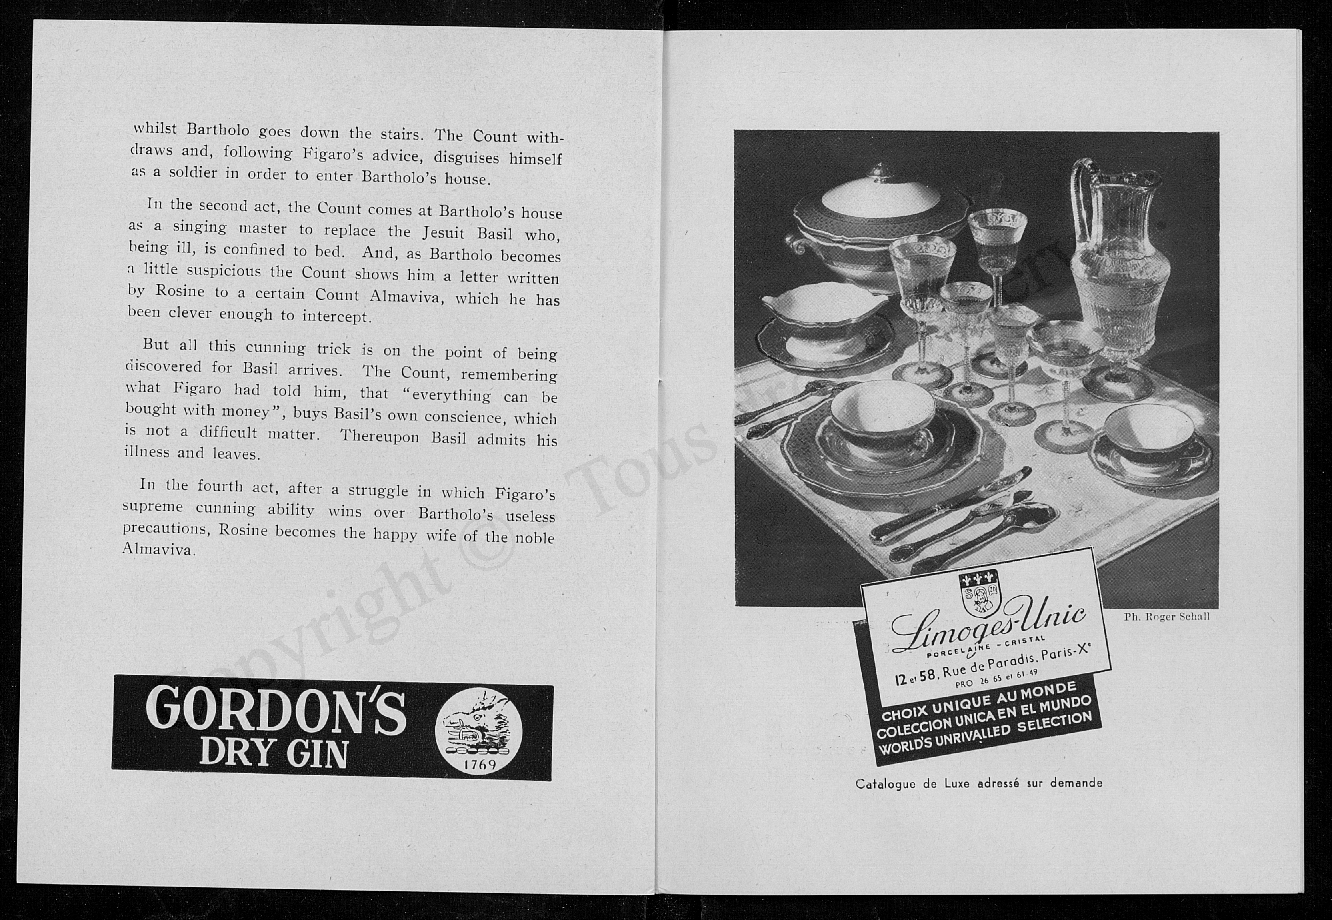 whilst Bartholo goes down the stairs. The Count with-
draws and, following Figaro's advice, disguises himself
as a soldier in order to enter Bartholo's house.
In the second act, the Count comes at Bartholo's house
as a singing master to replace the Jesuit Basil who,
being ill, is confined to bed. And, as Bartholo becomes
a little suspicious the Count shows him a letter written
by Rosine to a certain Count Almaviva, which he has
been clever enough to intercept.
But all this cunning trick is on the point of being
discovered for Basil arrives. The Count, remembering
what Figaro had told him, that “everything can be
bought with money”, buys Basil's own conscience, which
is not a difficult matter. Thereupon Basil admits his
illness and leaves.
In the fourth act, after a struggle in which Figaro's
supreme cunning ability wins over Bartholo's useless
precautions, Rosine becomes the happy wife of the noble
Almaviva.
Copyright © - Tous
GORDON'S
DRY GIN
1769
Ph. Roger Schall
Limoges-Unic
PORCELAINE - CRISTAL
12 et 58, Rue de Paradis, Paris-Xe
PRO 26 65 et 61-49
CHOIX UNIQUE AU MONDE
COLECCION UNICA EN EL MUNDO
WORLD'S UNRIVALLED SELECTION
Catalogue de Luxe adressé sur demande